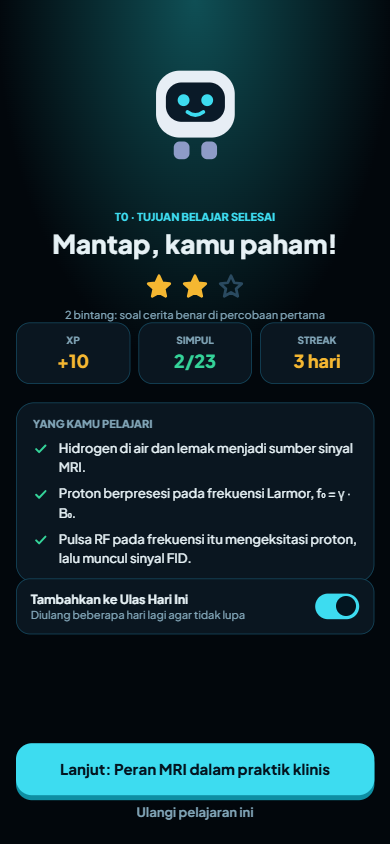 T0 · TUJUAN BELAJAR SELESAI
Mantap, kamu paham!
2 bintang: soal cerita benar di percobaan pertama
XP
+10
SIMPUL
2/23
STREAK
3 hari
YANG KAMU PELAJARI
Hidrogen di air dan lemak menjadi sumber sinyal
MRI.
Proton berpresesi pada frekuensi Larmor, f₀ = γ ·
B₀.
Pulsa RF pada frekuensi itu mengeksitasi proton,
lalu muncul sinyal FID.
Tambahkan ke Ulas Hari Ini
Diulang beberapa hari lagi agar tidak lupa
Lanjut: Peran MRI dalam praktik klinis
Ulangi pelajaran ini